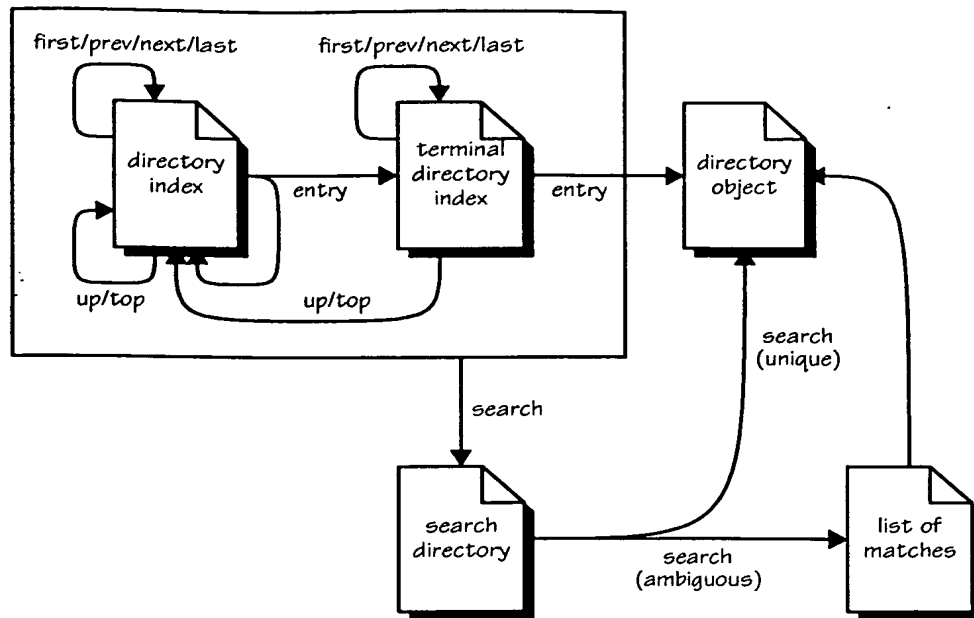 first/prev/next/last
first/prev/next/last
directory
index
terminal
directory
index
directory
object
entry
entry
up/top
up/top
search
(unique)
search
search
directory
list of
matches
search
(ambiguous)